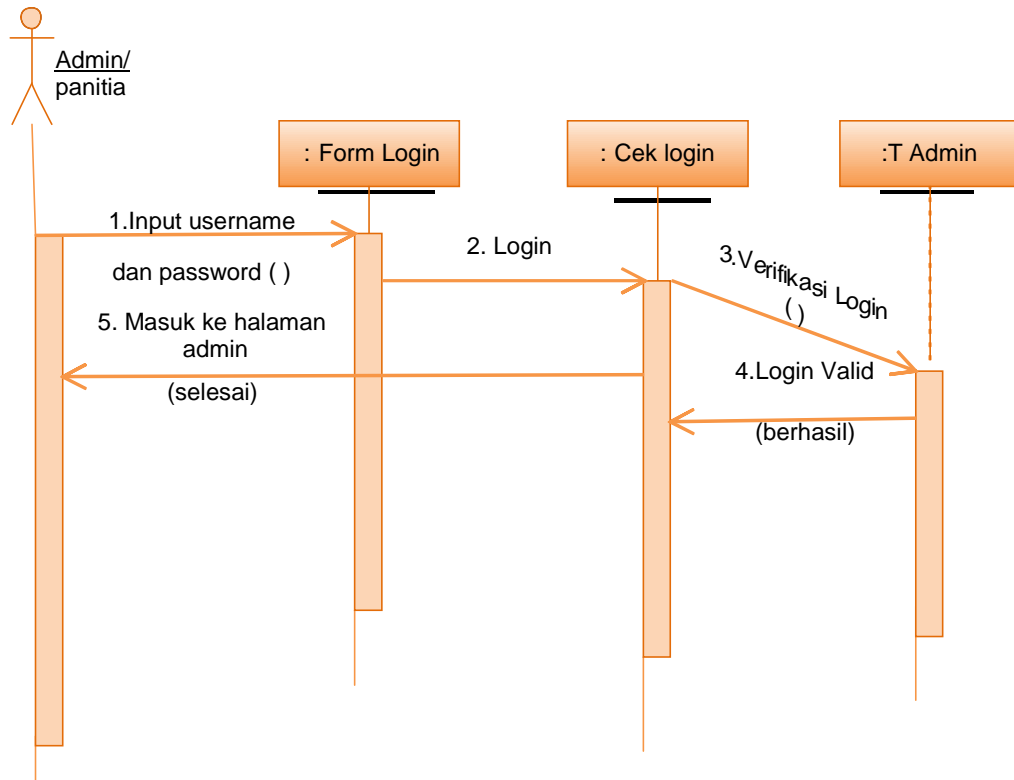 Admin/
panitia
: Form Login
: Cek login
:T Admin
1.Input username
dan password ( )
2. Login
3.Verifikasi Login
( )
4.Login Valid
(berhasil)
5. Masuk ke halaman
admin
(selesai)